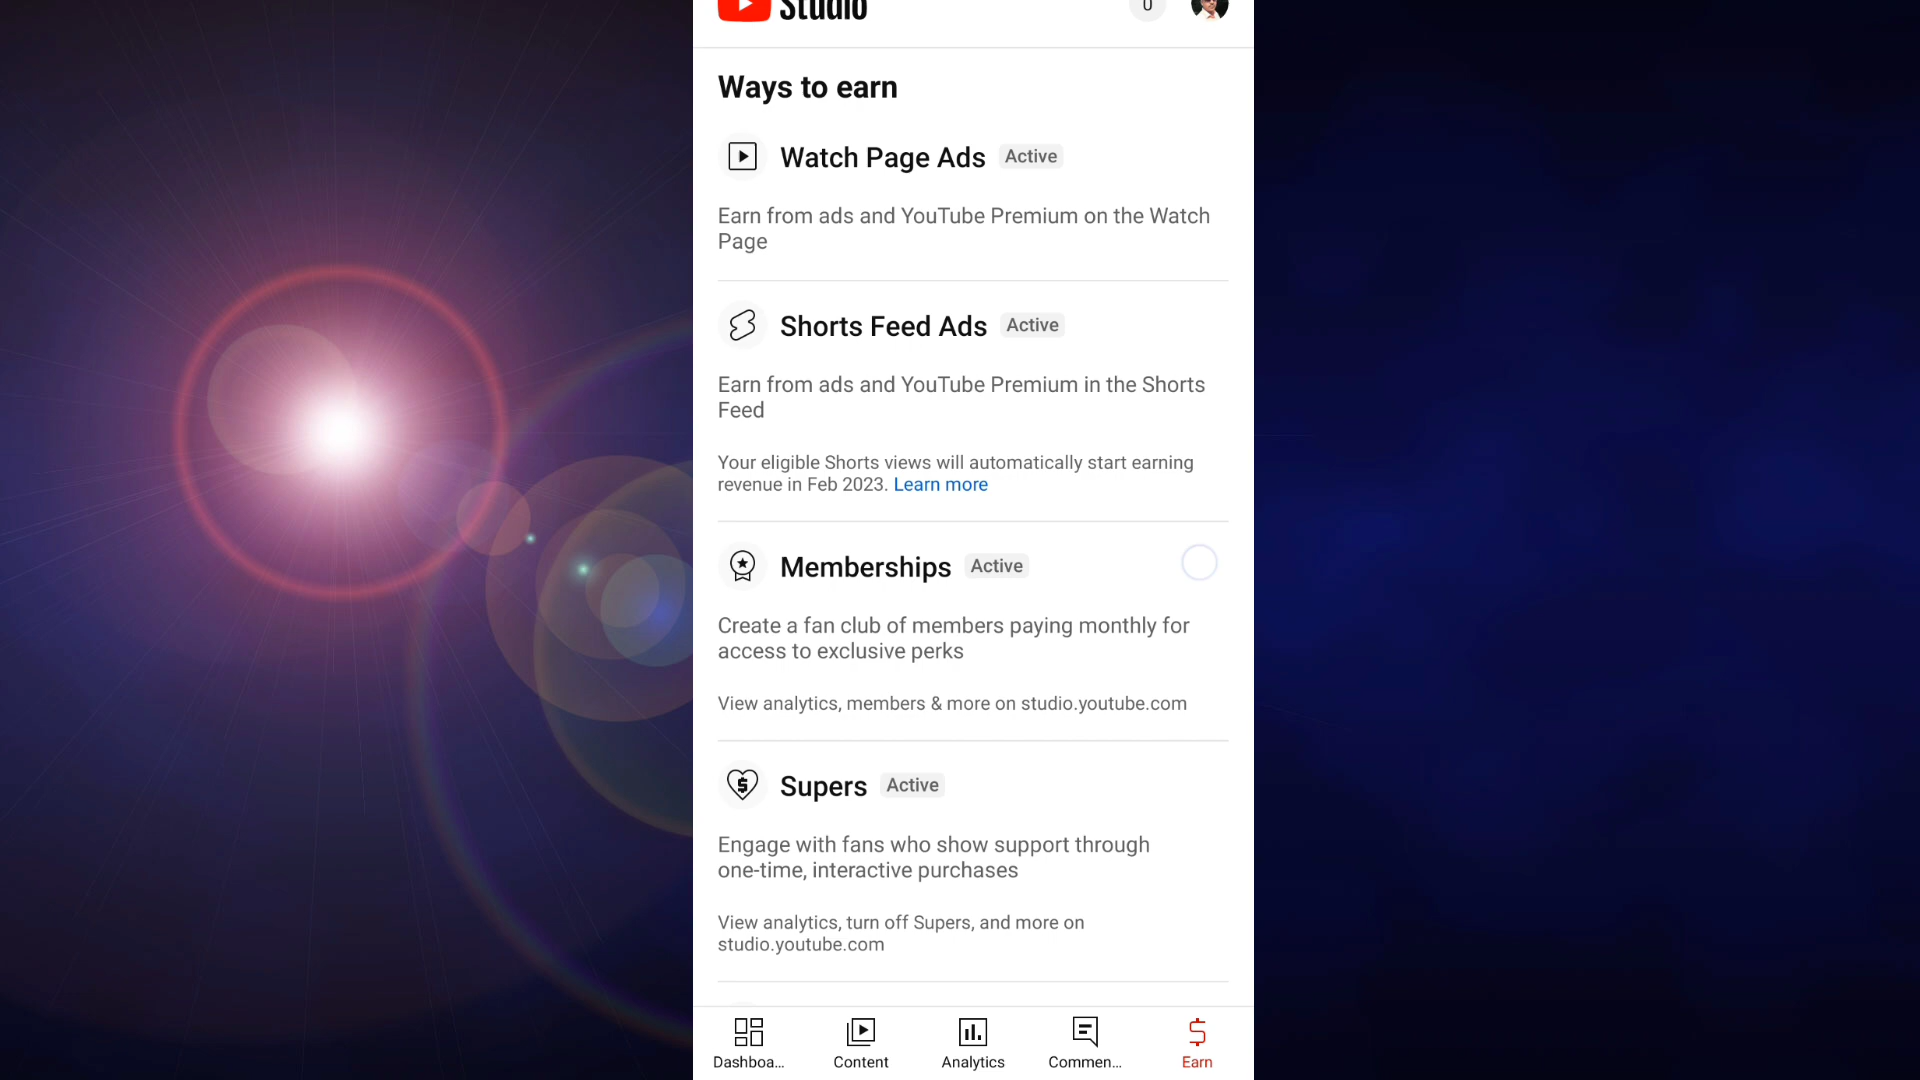 Studio
0
Ways to earn
Watch Page Ads Active
Earn from ads and YouTube Premium on the Watch
Page
Shorts Feed Ads Active
Earn from ads and YouTube Premium in the Shorts
Feed
Your eligible Shorts views will automatically start earning
revenue in Feb 2023. Learn more
Memberships Active
Create a fan club of members paying monthly for
access to exclusive perks
View analytics, members & more on studio.youtube.com
Supers Active
Engage with fans who show support through
one-time, interactive purchases
View analytics, turn off Supers, and more on
studio.youtube.com
Dashboa... Content Analytics Commen... Earn